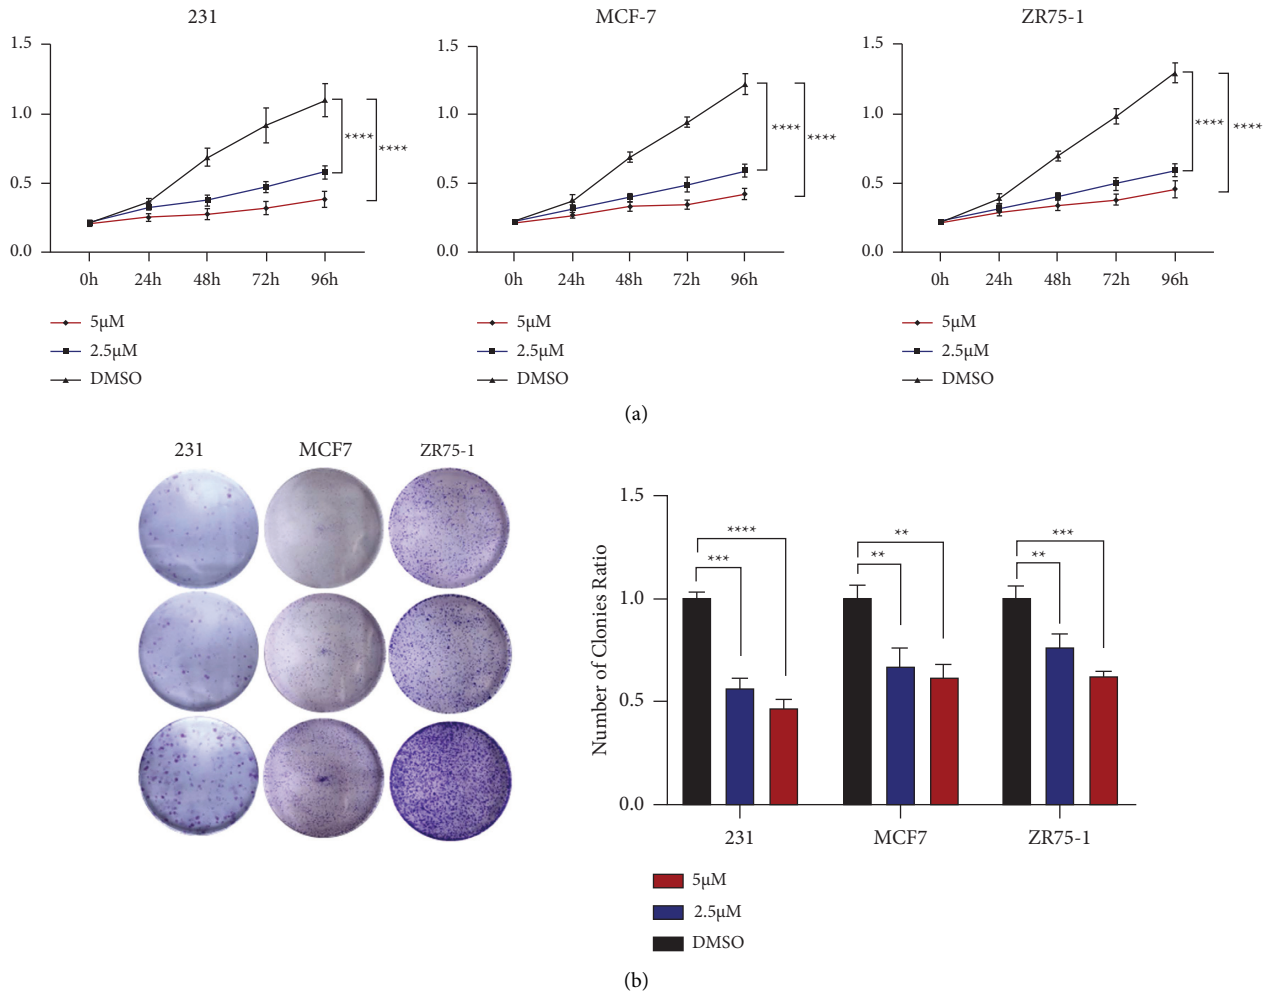 231 MCF-7 ZR75-1
1.5 1.5 1.5
1.0 1.0 1.0
**** **** **** **** **** ****
0.5 0.5 0.5
0.0 0.0 0.0
0h 24h 48h 72h 96h 0h 24h 48h 72h 96h 0h 24h 48h 72h 96h
5μM 5μM 5μM
2.5μM 2.5μM 2.5μM
DMSO DMSO DMSO
(a)
231 MCF7 ZR75-1
Number of Clonies Ratio
1.5
**** ** ***
*** ** **
1.0
0.5
0.0
231 MCF7 ZR75-1
5μM
2.5μM
DMSO
(b)